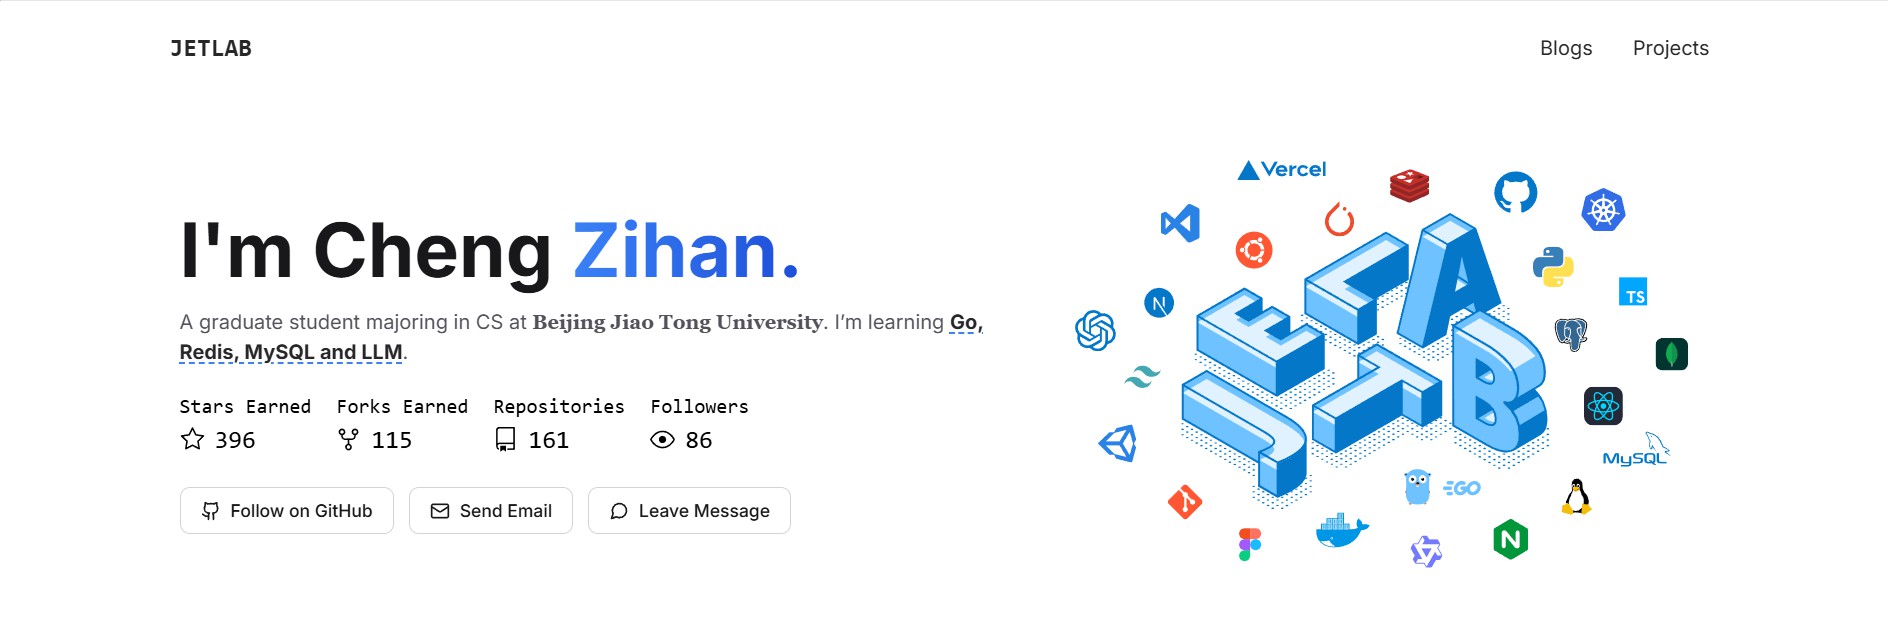 JETLAB
Blogs
Projects
I'm Cheng Zihan.
A graduate student majoring in CS at Beijing Jiao Tong University. I'm learning Go,
Redis, MySQL and LLM.
Stars Earned
396
Forks Earned
115
Repositories
161
Followers
86
Follow on GitHub
Send Email
Leave Message
Vercel
N
TS
MySQL
GO
N
JET
LAB